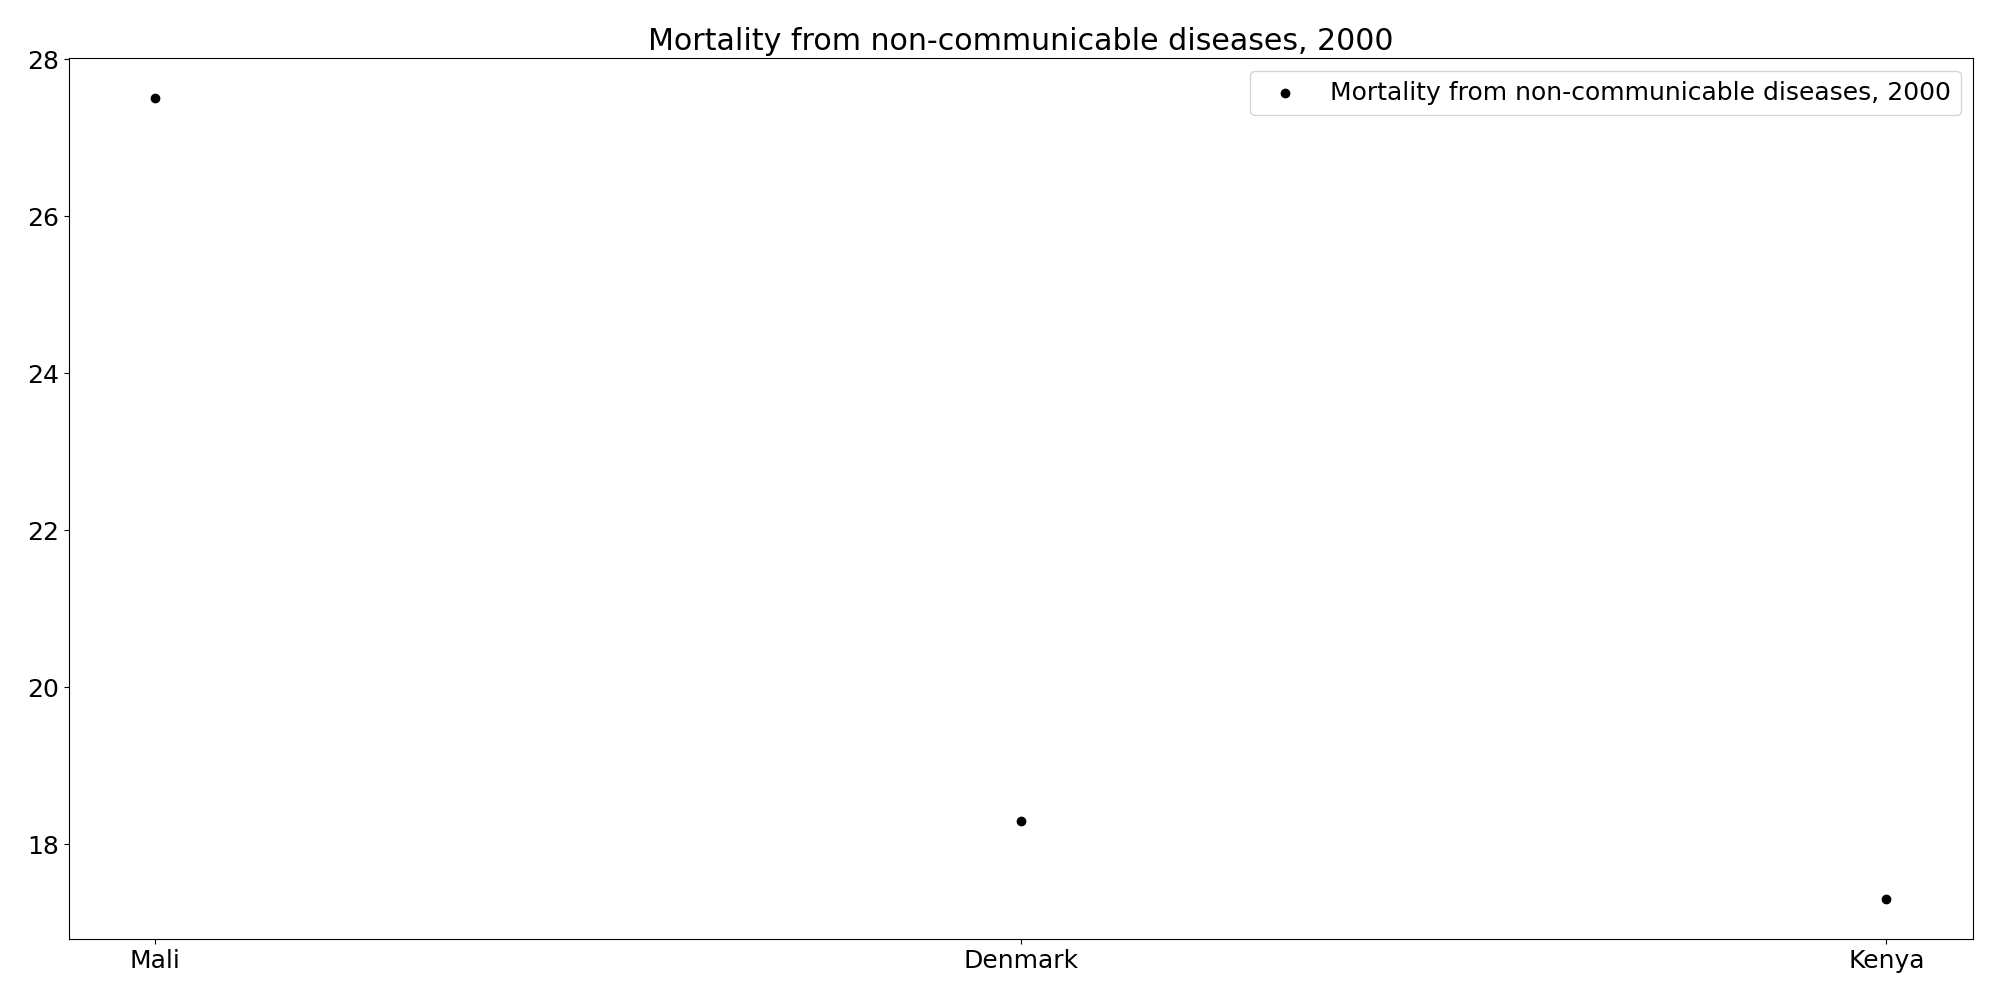 Mortality from non-communicable diseases, 2000
Mortality from non-communicable diseases, 2000
28
26
24
22
20
18
Mali Denmark Kenya